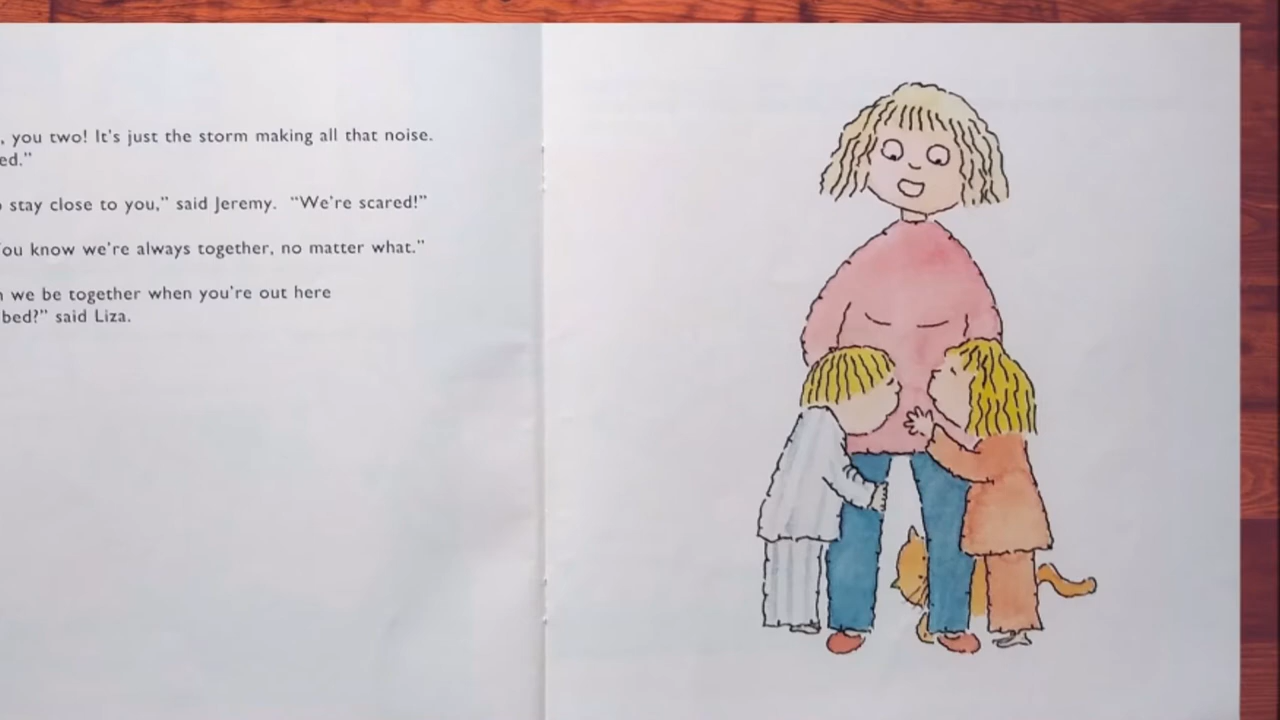 , you two! It's just the storm making all that noise.
ed."
stay close to you," said Jeremy. "We're scared!"
ou know we're always together, no matter what."
we be together when you're out here
bed?" said Liza.